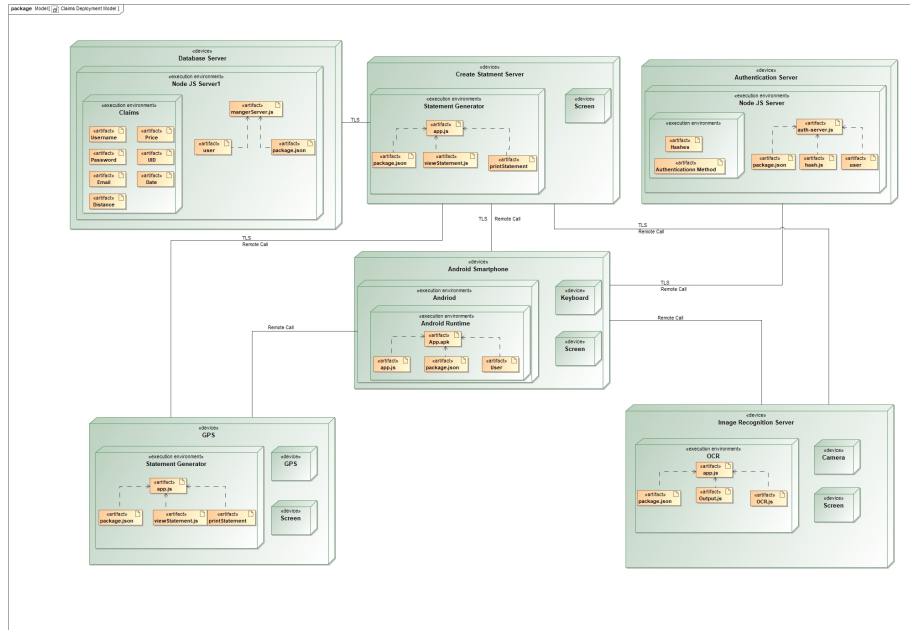 package Model[ Claims Deployment Model ]
«device»
Database Server
«execution environment»
Node JS Server1
«execution environment»
Claims
«artifact»
Username
«artifact»
Price
«artifact»
Password
«artifact»
UID
«artifact»
Email
«artifact»
Date
«artifact»
Distance
«artifact»
mangerServer.js
«artifact»
user
«artifact»
package.json
TLS
«device»
Create Statment Server
«execution environment»
Statement Generator
«artifact»
app.js
«artifact»
package.json
«artifact»
viewStatement.js
«artifact»
printStatement
«device»
Screen
«device»
Authentication Server
«execution environment»
Node JS Server
«execution environment»
«artifact»
Hashes
«artifact»
Authenticationn Method
«artifact»
auth-server.js
«artifact»
package.json
«artifact»
hash.js
«artifact»
user
TLS
Remote Call
TLS
Remote Call
TLS
Remote Call
TLS
Remote Call
Remote Call
Remote Call
«device»
Android Smartphone
«execution environment»
Andriod
«execution environment»
Android Runtime
«artifact»
App.apk
«artifact»
app.js
«artifact»
package.json
«artifact»
User
«device»
Keyboard
«device»
Screen
«device»
GPS
«execution environment»
Statement Generator
«artifact»
app.js
«artifact»
package.json
«artifact»
viewStatement.js
«artifact»
printStatement
«device»
GPS
«device»
Screen
«device»
Image Recognition Server
«execution environment»
OCR
«artifact»
app.js
«artifact»
package.json
«artifact»
Output.js
«artifact»
OCR.js
«device»
Camera
«device»
Screen